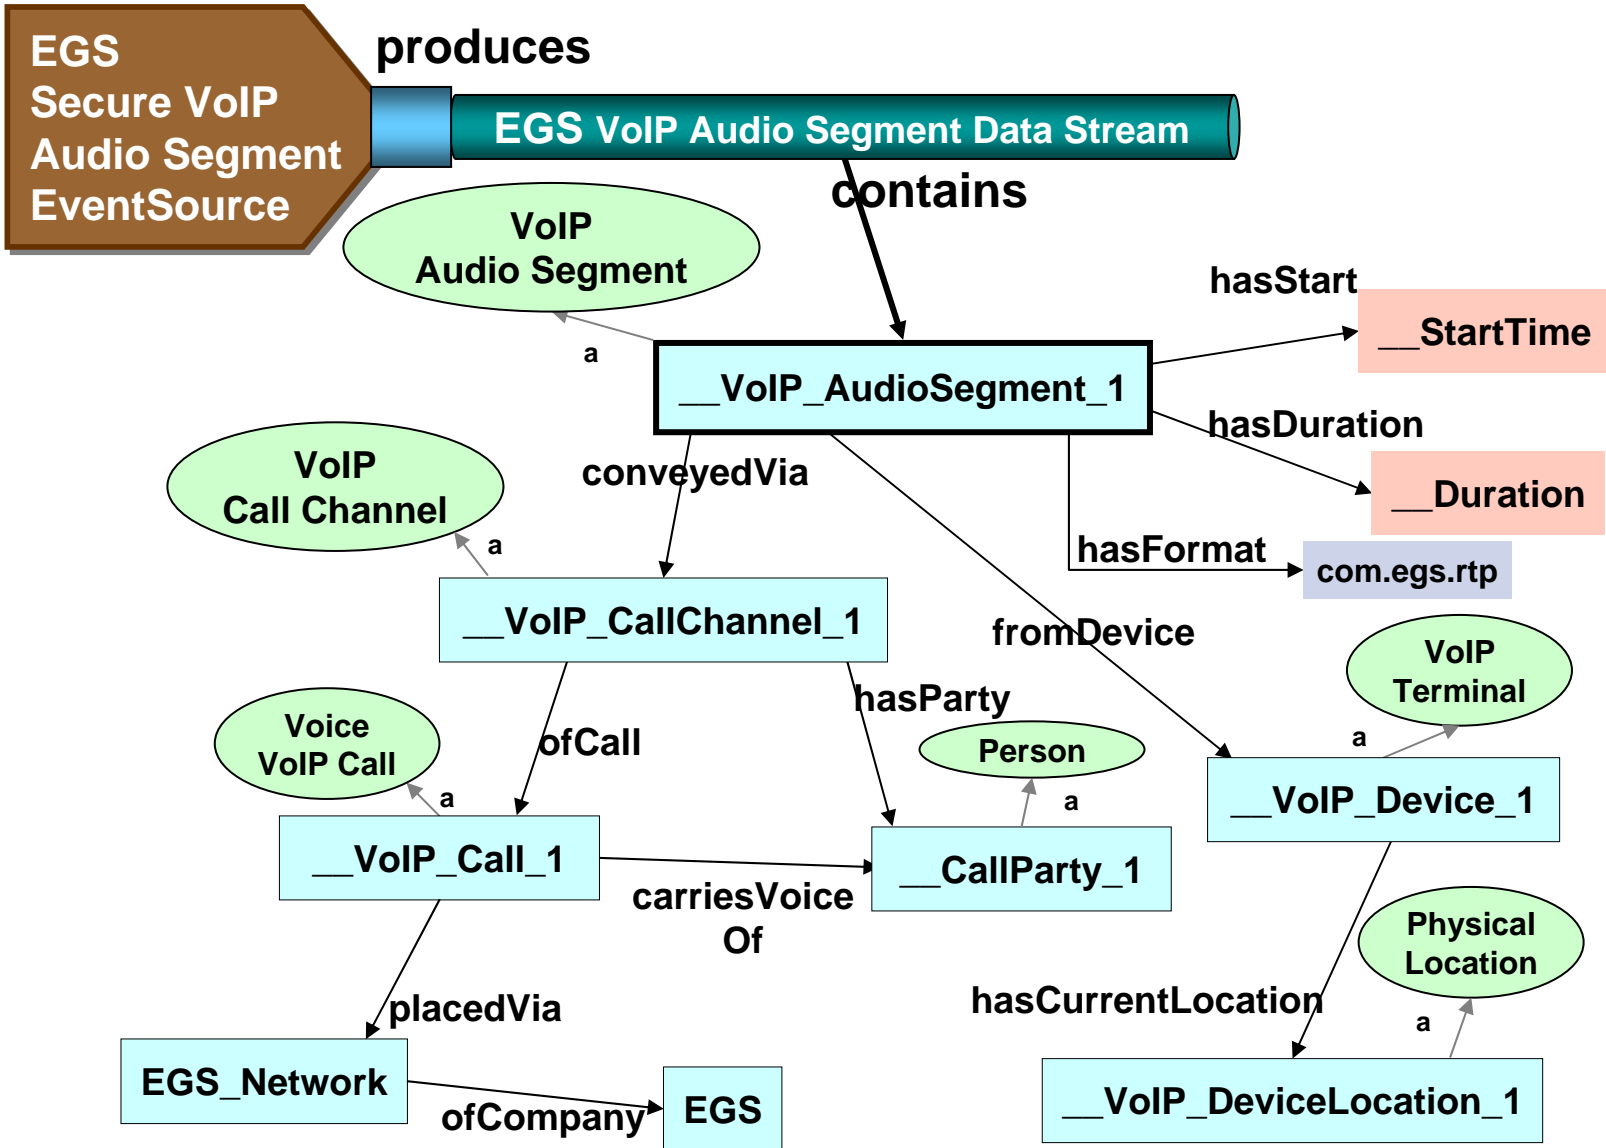 EGS
Secure VoIP
Audio Segment
EventSource
produces
EGS VoIP Audio Segment Data Stream
contains
VoIP
Audio Segment
a
hasStart
__StartTime
__VoIP_AudioSegment_1
hasDuration
__Duration
VoIP
Call Channel
a
conveyedVia
hasFormat
com.egs.rtp
__VoIP_CallChannel_1
fromDevice
VoIP
Terminal
a
Voice
VoIP Call
a
ofCall
hasParty
Person
a
__VoIP_Device_1
__VoIP_Call_1
carriesVoice
Of
__CallParty_1
Physical
Location
a
placedVia
hasCurrentLocation
EGS_Network
ofCompany
EGS
__VoIP_DeviceLocation_1